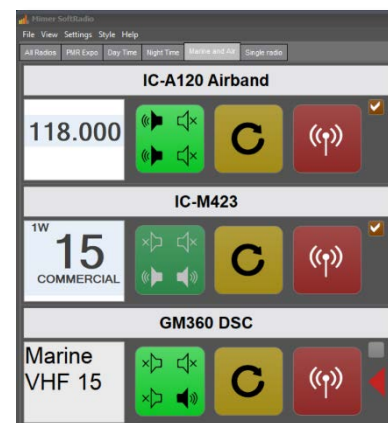 Himer SoftRadio
File View Settings Style Help
All Radios PMR Expo Day Time Night Time Marine and Air Single radio
IC-A120 Airband
118.000
IC-M423
1W
15
COMMERCIAL
GM360 DSC
Marine
VHF 15